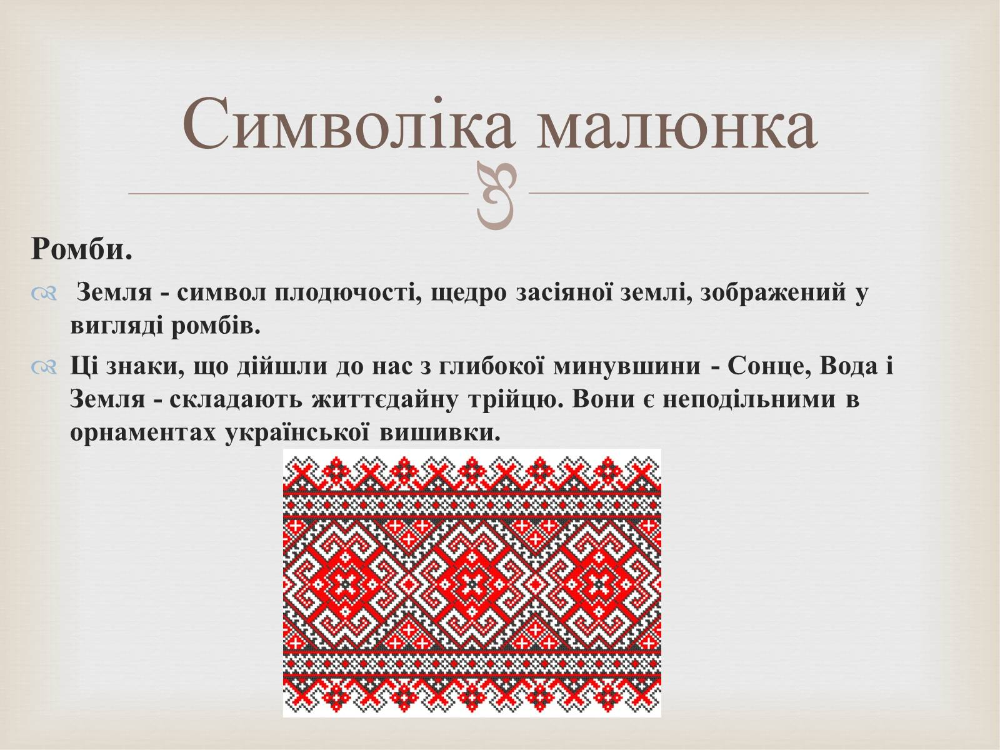 Символіка малюнка
Ромби.
Земля - символ плодючості, щедро засіяної землі, зображений у
вигляді ромбів.
Ці знаки, що дійшли до нас з глибокої минувшини - Сонце, Вода і
Земля - складають життєдайну трійцю. Вони є неподільними в
орнаментах української вишивки.